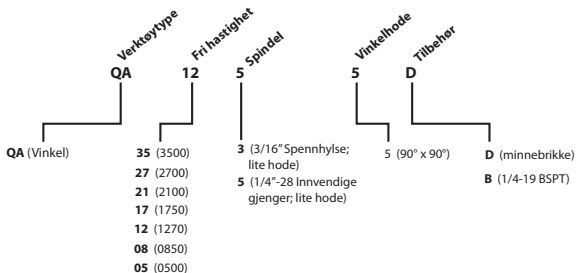 Verktøytype
Fri hastighet
Spindel
Vinkelhode
Tilbehør
QA 12 5 5 D
QA (Vinkel)
35 (3500)
27 (2700)
21 (2100)
17 (1750)
12 (1270)
08 (0850)
05 (0500)
3 (3/16” Spennhylse;
lite hode)
5 (1/4”-28 Innvendige
gjenger; lite hode)
5 (90° x 90°)
D (minnebrikke)
B (1/4-19 BSPT)